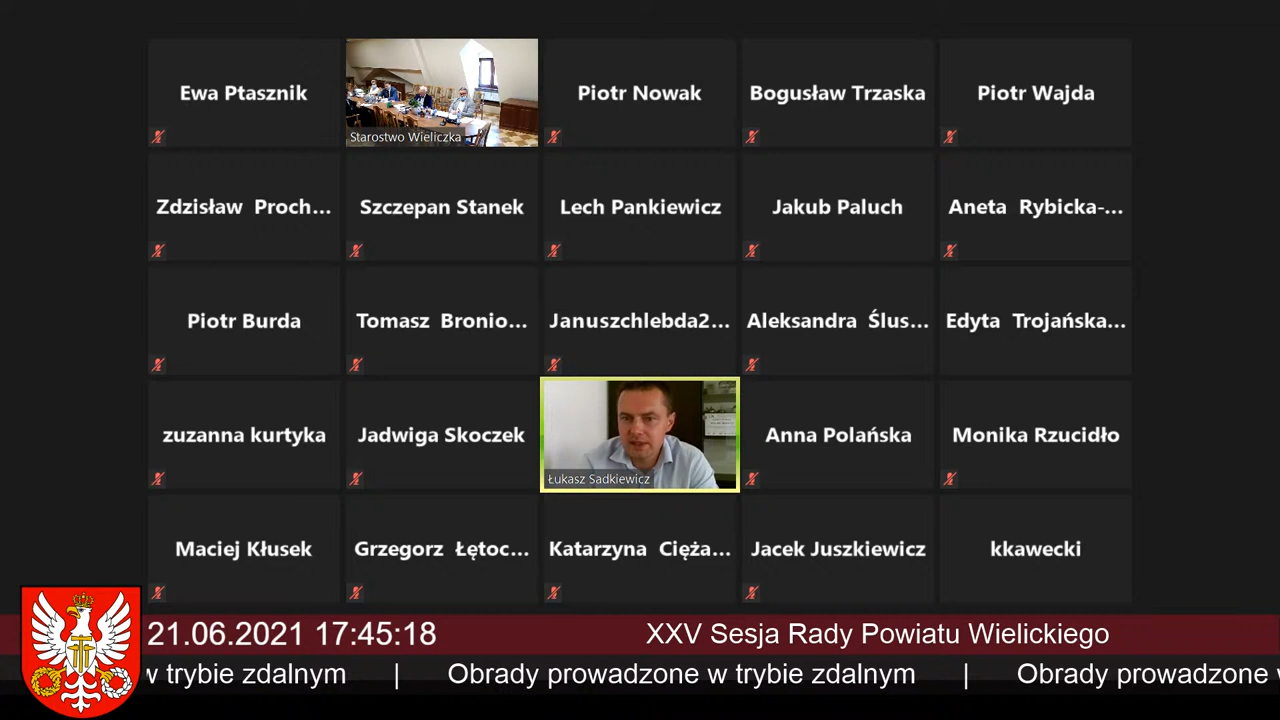 Ewa Ptasznik
Starostwo Wieliczka
Piotr Nowak
Bogusław Trzaska
Piotr Wajda
Zdzisław Proch...
Szczepan Stanek
Lech Pankiewicz
Jakub Paluch
Aneta Rybicka-...
Piotr Burda
Tomasz Bronio...
Januszchlebda2...
Aleksandra Ślus...
Edyta Trojańska...
zuzanna kurtyka
Jadwiga Skoczek
Łukasz Sadkiewicz
Anna Polańska
Monika Rzucidło
Maciej Kłusek
Grzegorz Łętoc...
Katarzyna Cięża...
Jacek Juszkiewicz
kkawecki
21.06.2021 17:45:18 XXV Sesja Rady Powiatu Wielickiego
w trybie zdalnym | Obrady prowadzone w trybie zdalnym | Obrady prowadzone w